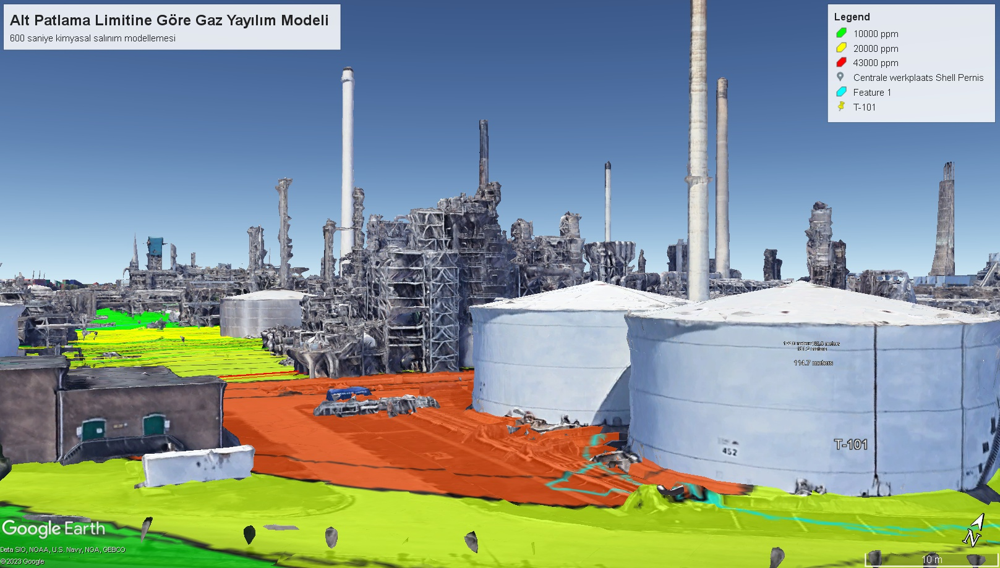 Alt Patlama Limitine Göre Gaz Yayılım Modeli
600 saniye kimyasal salınım modellemesi
Legend
10000 ppm
20000 ppm
43000 ppm
Centrale werkplaats Shell Pernis
Feature 1
T-101
meters
114.7 meters
T-101
452
Google Earth
Data SIO, NOAA, U.S. Navy, NGA, GEBCO
©2023 Google
N
10 m